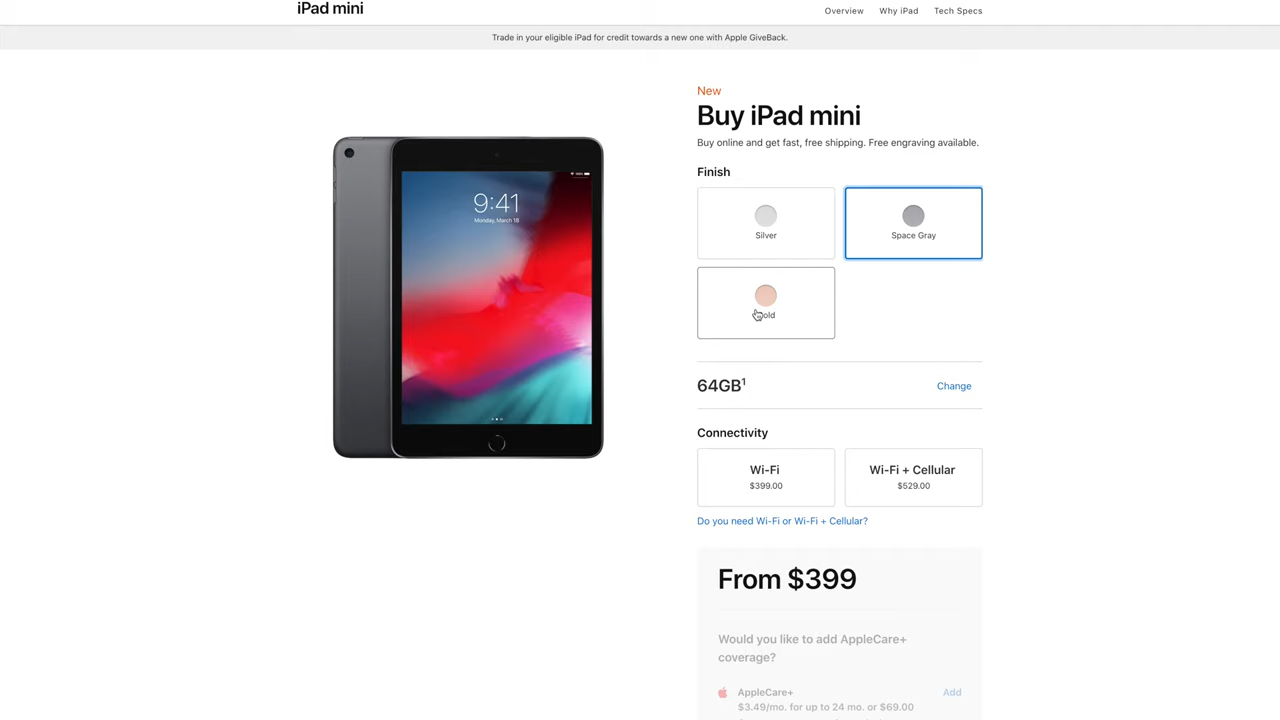 iPad mini
Overview
Why iPad
Tech Specs
Trade in your eligible iPad for credit towards a new one with Apple GiveBack.
New
Buy iPad mini
Buy online and get fast, free shipping. Free engraving available.
Finish
Silver
Space Gray
9:41
Monday, March 18
64GB1
Change
Connectivity
Wi-Fi
$399.00
Wi-Fi + Cellular
$529.00
Do you need Wi-Fi or Wi-Fi + Cellular?
From $399
Would you like to add AppleCare+
coverage?
AppleCare+
Add
$3.49/mo. for up to 24 mo. or $69.00